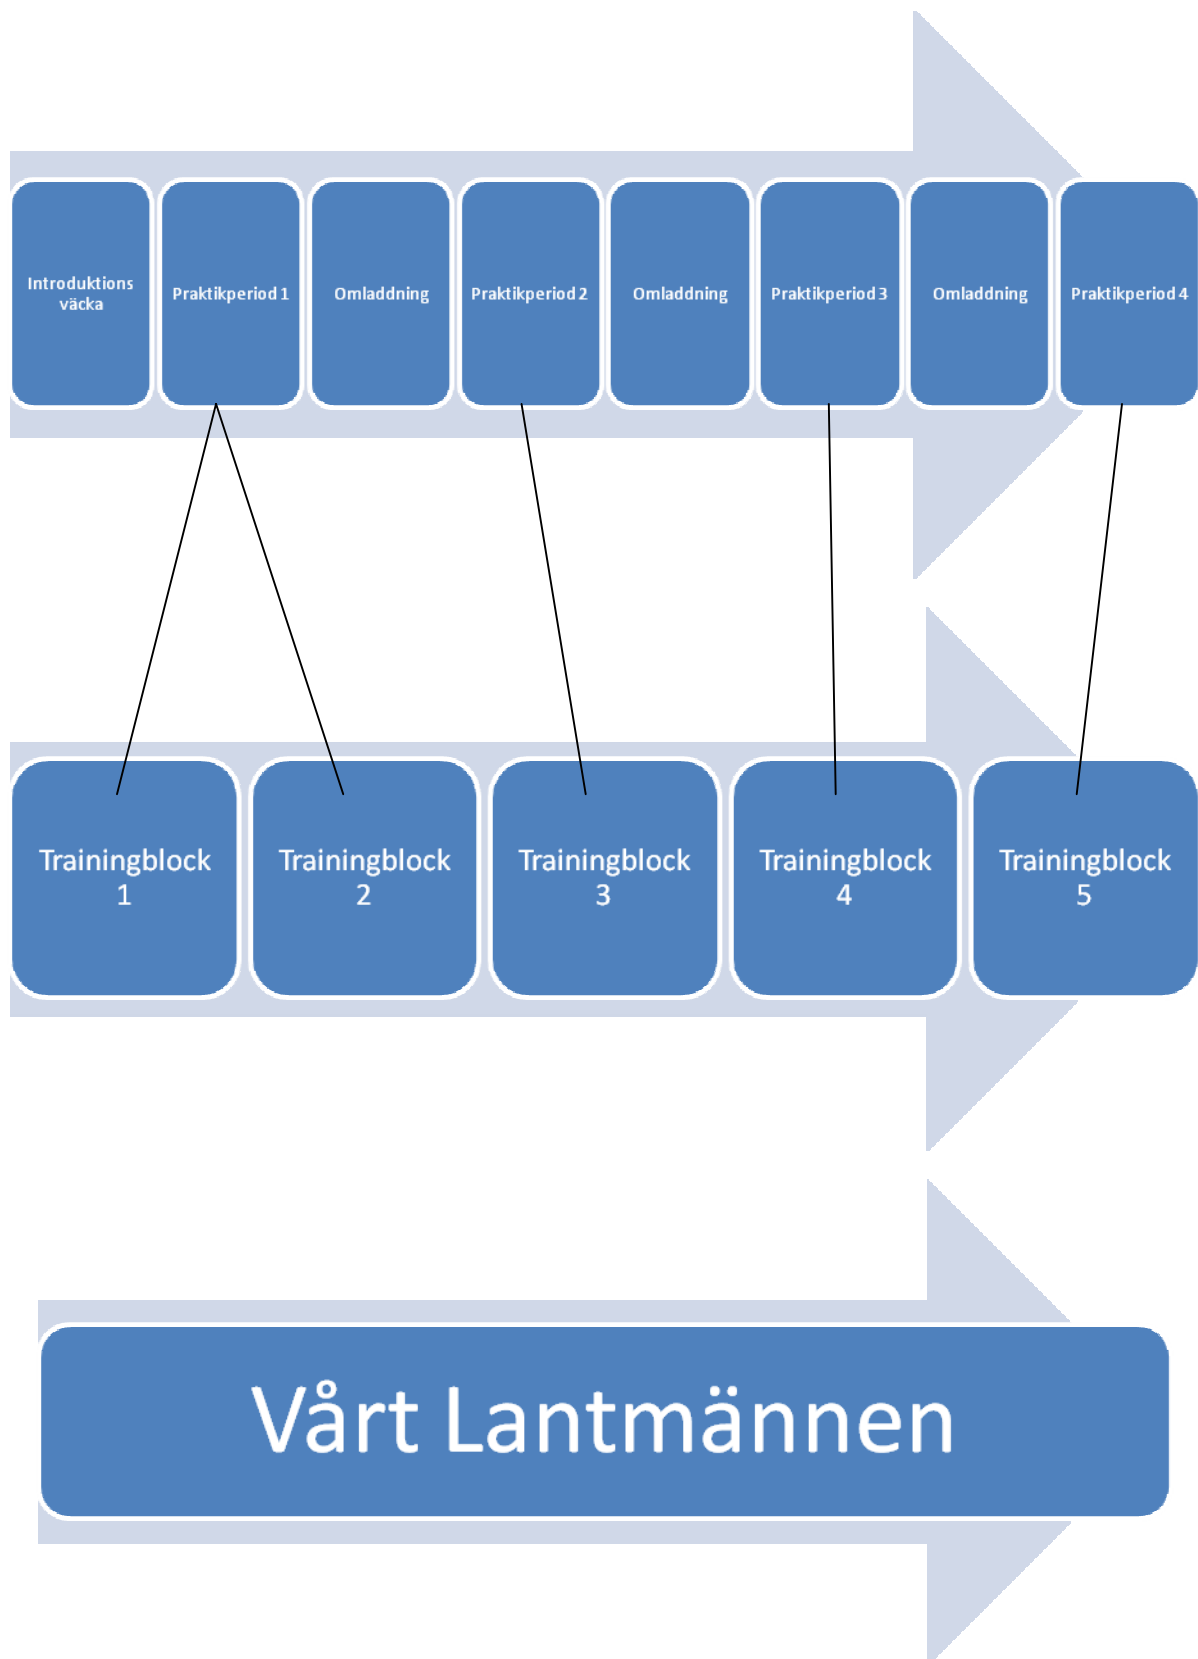 Introduktions
väcka
Praktikperiod 1
Omladdning
Praktikperiod 2
Omladdning
Praktikperiod 3
Omladdning
Praktikperiod 4
Trainingblock
1
Trainingblock
2
Trainingblock
3
Trainingblock
4
Trainingblock
5
Vårt Lantmännen